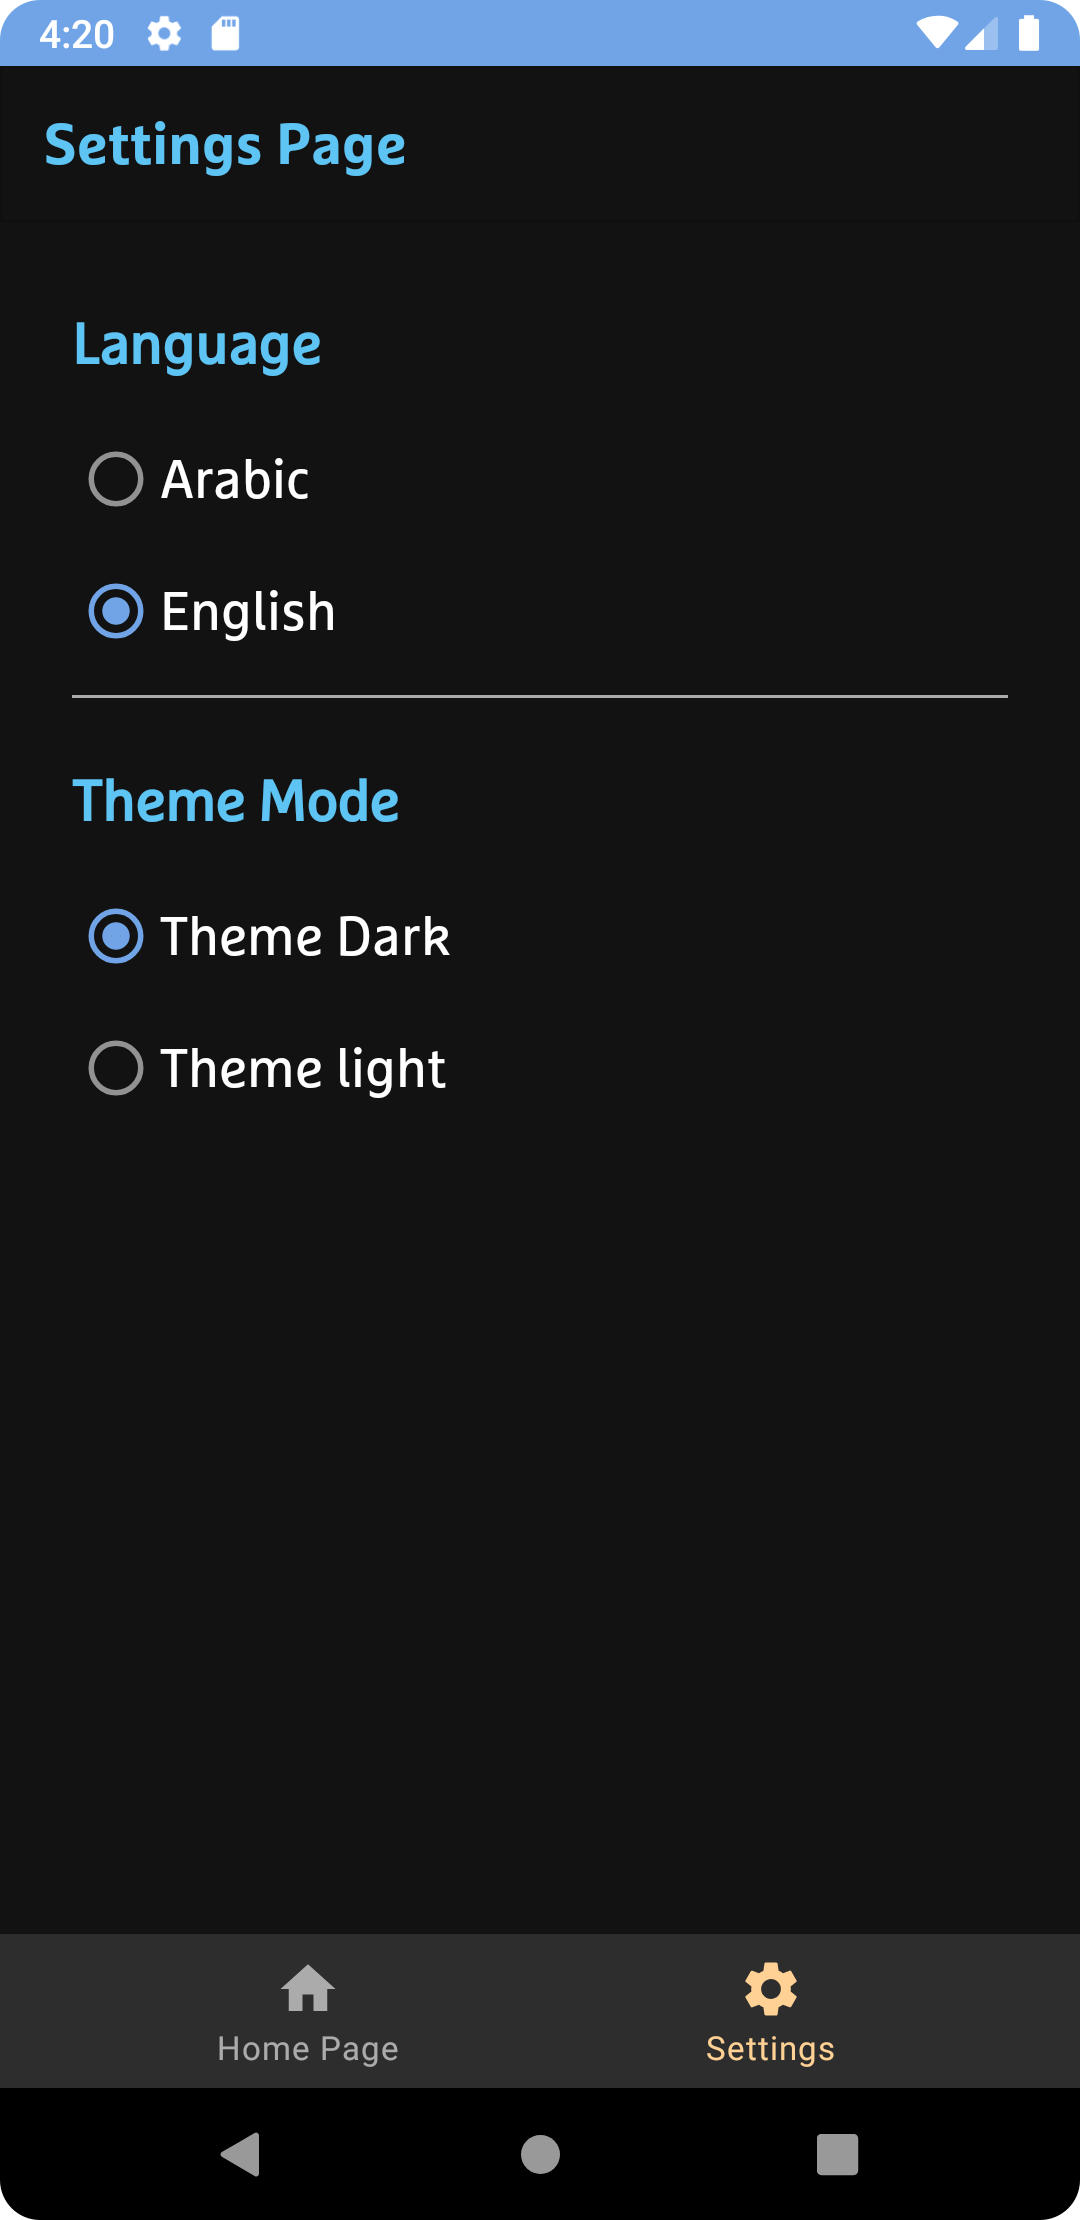 4:20
Settings Page
Language
Arabic
English
Theme Mode
Theme Dark
Theme light
Home Page
Settings